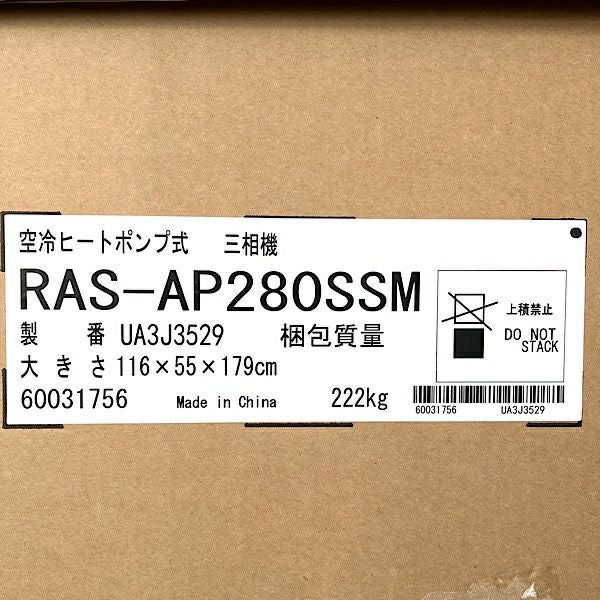 空冷ヒートポンプ式 三相機
RAS-AP280SSM
製 番 UA3J3529 梱包質量
大きさ 116×55×179cm
60031756 Made in China 222kg
上積禁止
DO NOT
STACK
60031756 UA3J3529